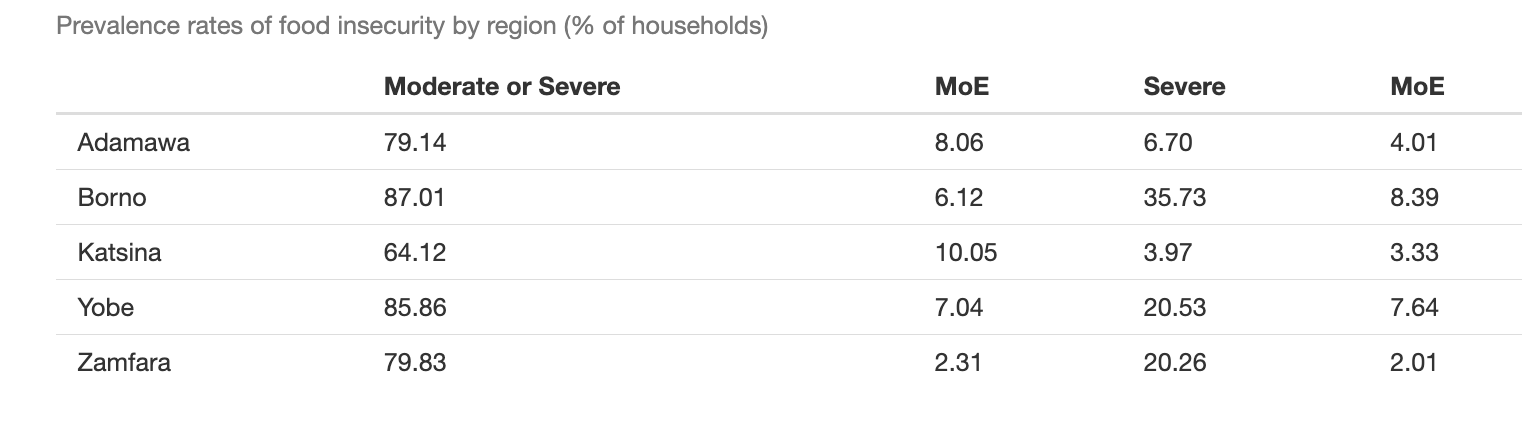 Prevalence rates of food insecurity by region (% of households)
Moderate or Severe MoE Severe MoE
Adamawa 79.14 8.06 6.70 4.01
Borno 87.01 6.12 35.73 8.39
Katsina 64.12 10.05 3.97 3.33
Yobe 85.86 7.04 20.53 7.64
Zamfara 79.83 2.31 20.26 2.01